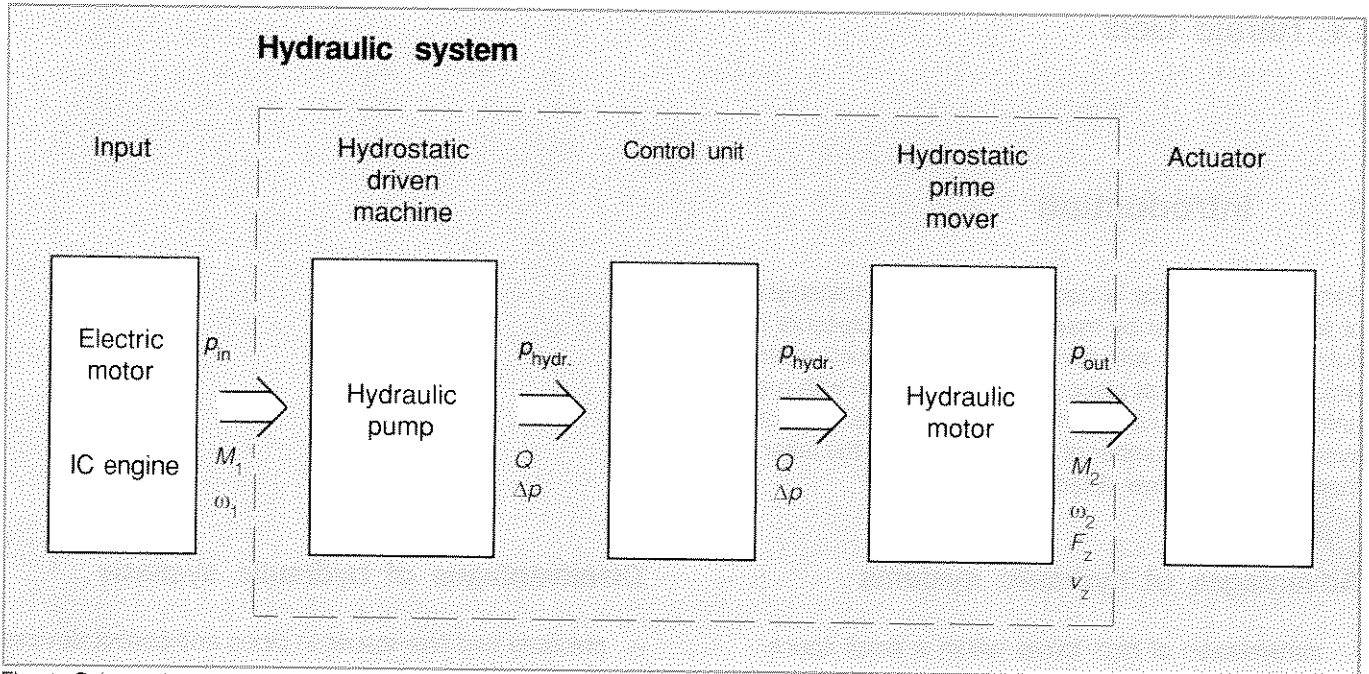 Hydraulic system
Input
Hydrostatic
driven
machine
Control unit
Hydrostatic
prime
mover
Actuator
Electric
motor
IC engine
p_in
M_1
ω_1
Hydraulic
pump
p_hydr.
Q
Δp
p_hydr.
Q
Δp
Hydraulic
motor
p_out
M_2
ω_2
F_z
v_z